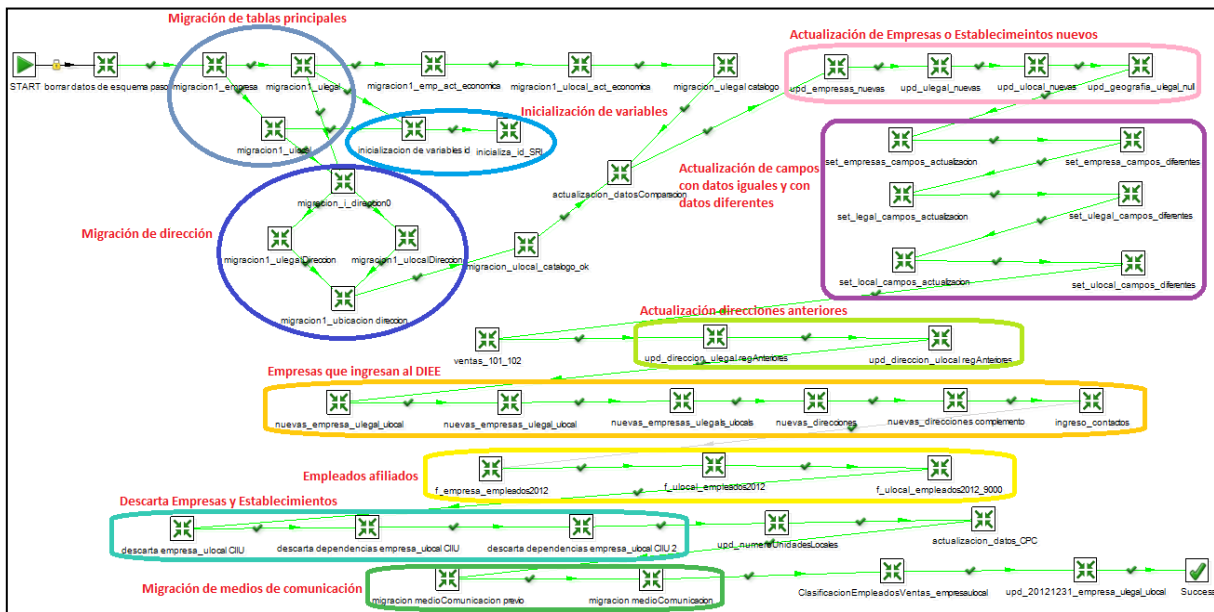 Migración de tablas principales
Actualización de Empresas o Establecimeintos nuevos
START
borrar datos de esquema paso
migracion1_empresa
migracion1_ulegal
migracion1_emp_act_economica
migracion1_ulocal_act_economica
migracion_ulegal catalogo
upd_empresas_nuevas
upd_ulegal_nuevas
upd_ulocal_nuevas
upd_geografia_ulegal_null
Inicialización de variables
migracion1_ulocal
inicializacion de variables id
inicializa_id_SRI
set_empresas_campos_actualizacion
set_empresa_campos_diferentes
Actualización de campos
con datos iguales y con
datos diferentes
migracion_i_direccion0
actualizacion_datosComparacion
set_legal_campos_actualizacion
set_ulegal_campos_diferentes
Migración de dirección
migracion1_ulegalDireccion
migracion1_ulocalDireccion
migracion_ulocal_catalogo_ok
set_local_campos_actualizacion
set_ulocal_campos_diferentes
migracion1_ubicacion direccion
Actualización direcciones anteriores
ventas_101_102
upd_direccion_ulegal regAnteriores
upd_direccion_ulocal regAnteriores
Empresas que ingresan al DIEE
nuevas_empresa_ulegal_ulocal
nuevas_empresas_ulegal_ulocal
nuevas_empresas_ulegals_ulocals
nuevas_direcciones
nuevas_direcciones complemento
ingreso_contactos
Empleados afiliados
f_empresa_empleados2012
f_ulocal_empleados2012
f_ulocal_empleados2012_9000
Descarta Empresas y Establecimientos
descarta empresa_ulocal CIIU
descarta dependencias empresa_ulocal CIIU
descarta dependencias empresa_ulocal CIIU 2
upd_numeroUnidadesLocales
actualizacion_datos_CPC
Migración de medios de comunicación
migracion medioComunicacion previo
migracion medioComunicacion
ClasificacionEmpleadosVentas_empresaulocal
upd_20121231_empresa_ulegal_ulocal
Success